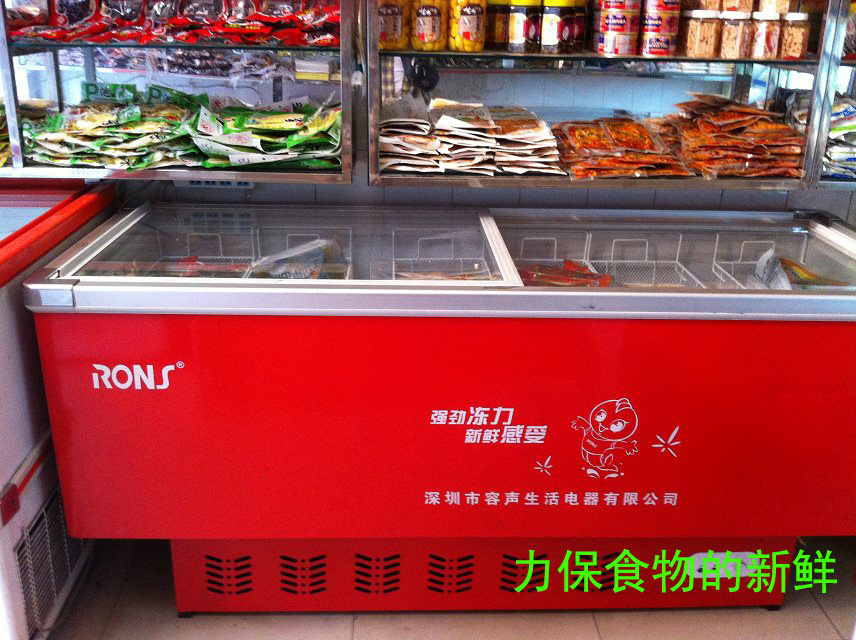 RONS®
强劲冻力
新鲜感受
深圳市容声生活电器有限公司
力保食物的新鲜